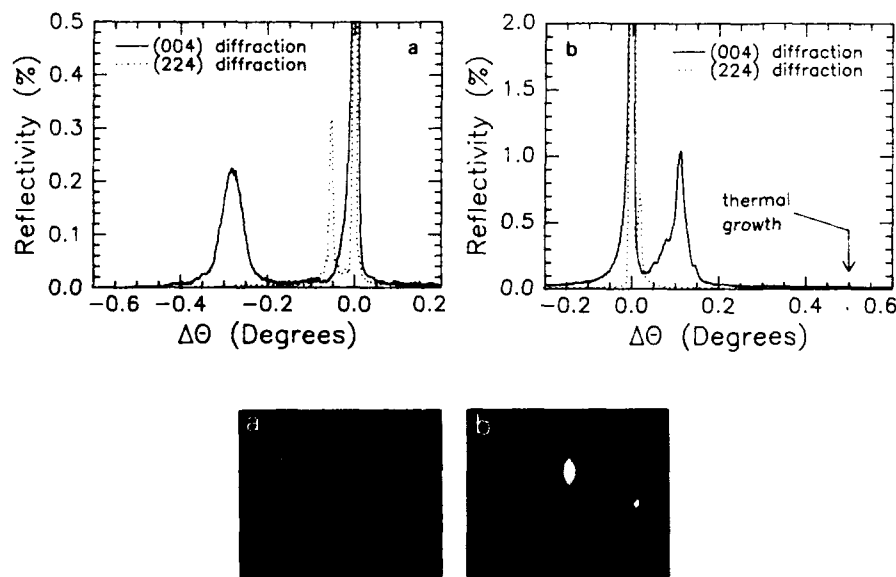 0.5
0.4
0.3
0.2
0.1
0.0
Reflectivity (%)
(004) diffraction
(224) diffraction
a
-0.6 -0.4 -0.2 0.0 0.2
ΔΘ (Degrees)
2.0
1.5
1.0
0.5
0.0
Reflectivity (%)
b
(004) diffraction
(224) diffraction
thermal
growth
-0.2 0.0 0.2 0.4 0.6
ΔΘ (Degrees)
a
b